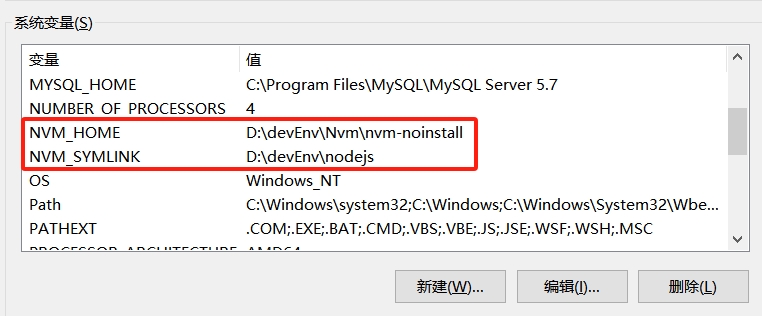 系统变量(S)
变量 值
MYSQL_HOME C:\Program Files\MySQL\MySQL Server 5.7
NUMBER_OF_PROCESSORS 4
NVM_HOME D:\devEnv\Nvm\nvm-noinstall
NVM_SYMLINK D:\devEnv\nodejs
OS Windows_NT
Path C:\Windows\system32;C:\Windows;C:\Windows\System32\Wbe...
PATHEXT .COM;.EXE;.BAT;.CMD;.VBS;.VBE;.JS;.JSE;.WSF;.WSH;.MSC
PROCESSOR_ARCHITECTURE AMD64
新建(W)... 编辑(I)... 删除(L)